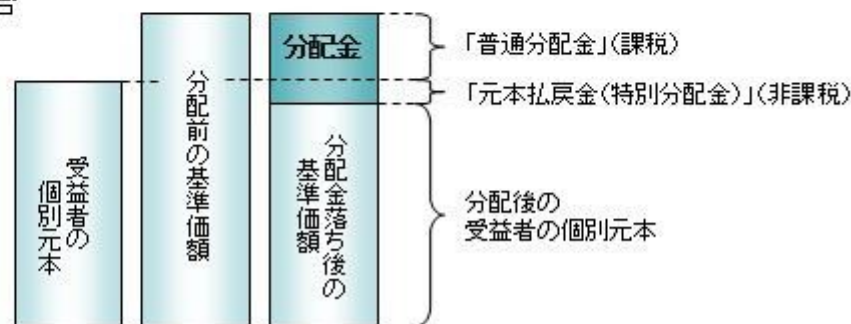 分配金
「普通分配金」(課税)
「元本払戻金(特別分配金)」(非課税)
受益者の
個別元本
分配前の基準価額
分配金落ち後の
基準価額
分配後の
受益者の個別元本